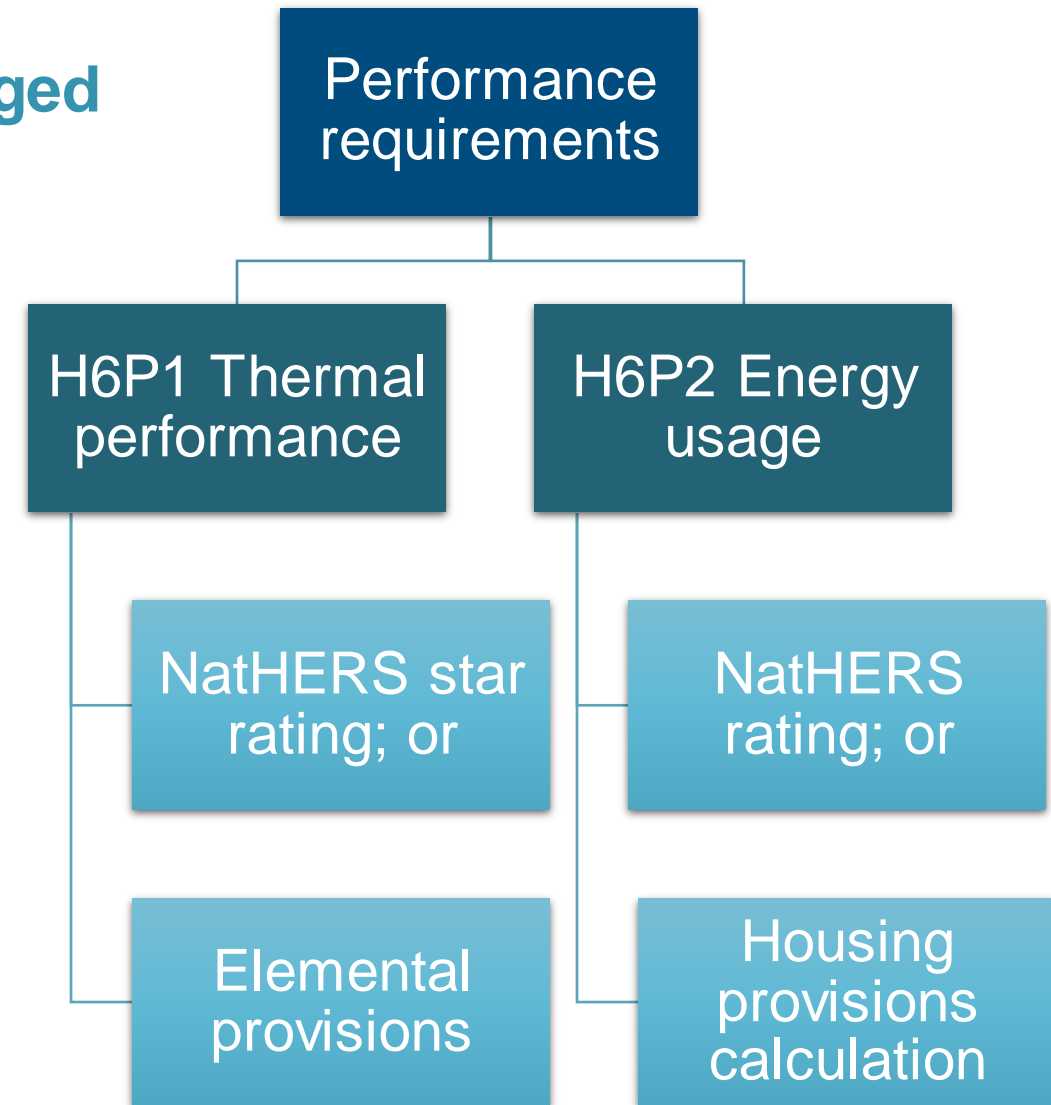 ged
Performance
requirements
H6P1 Thermal
performance
H6P2 Energy
usage
NatHERS star
rating; or
NatHERS
rating; or
Elemental
provisions
Housing
provisions
calculation